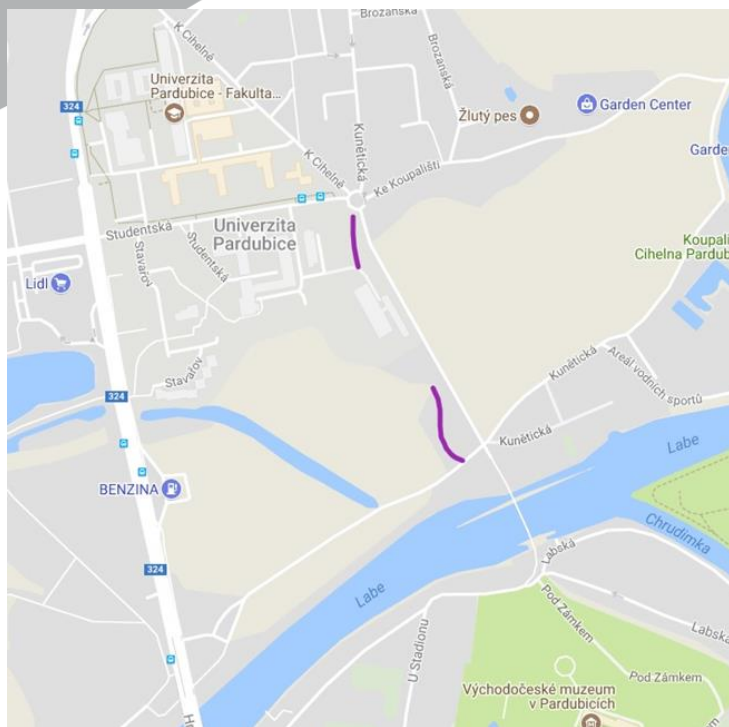 K Cihelně
Brozanská
Brozanská
324
Univerzita
Pardubice - Fakulta...
Žlutý pes
Garden Center
Kunětická
K Cihelně
Ke Koupališti
Studentská
Univerzita
Pardubice
Stavařov
Studentská
Lidl
Koupali
Cihelna Pardub
Kunětická
Areál vodních sportů
Stavařov
324
Kunětická
Labe
BENZINA
Chrudimka
Labská
324
Labe
Pod Zámkem
Labská
U Stadionu
Pod Zámkem
Východočeské muzeum
v Pardubicích